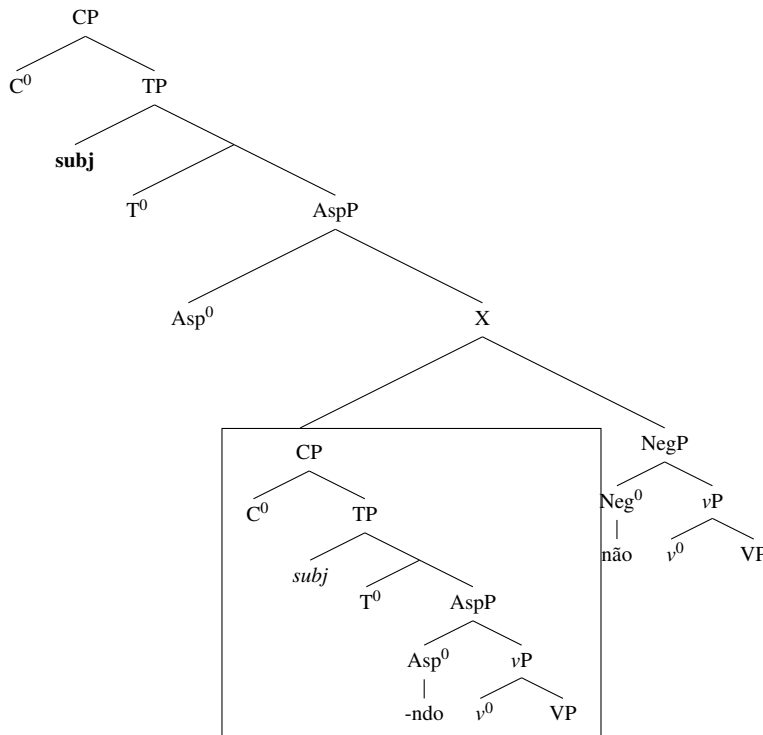 CP
C⁰ TP
subj
T⁰ AspP
Asp⁰ X
CP NegP
C⁰ TP Neg⁰ vP
subj T⁰ AspP não v⁰ VP
Asp⁰ vP
-ndo v⁰ VP